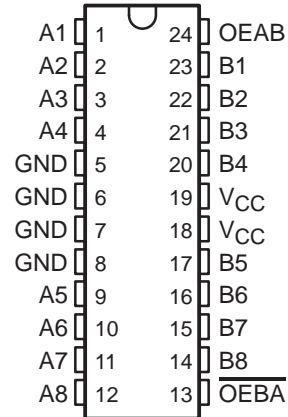 A1 1 24 OEAB
A2 2 23 B1
A3 3 22 B2
A4 4 21 B3
GND 5 20 B4
GND 6 19 VCC
GND 7 18 VCC
GND 8 17 B5
A5 9 16 B6
A6 10 15 B7
A7 11 14 B8
A8 12 13 O̅E̅B̅A̅